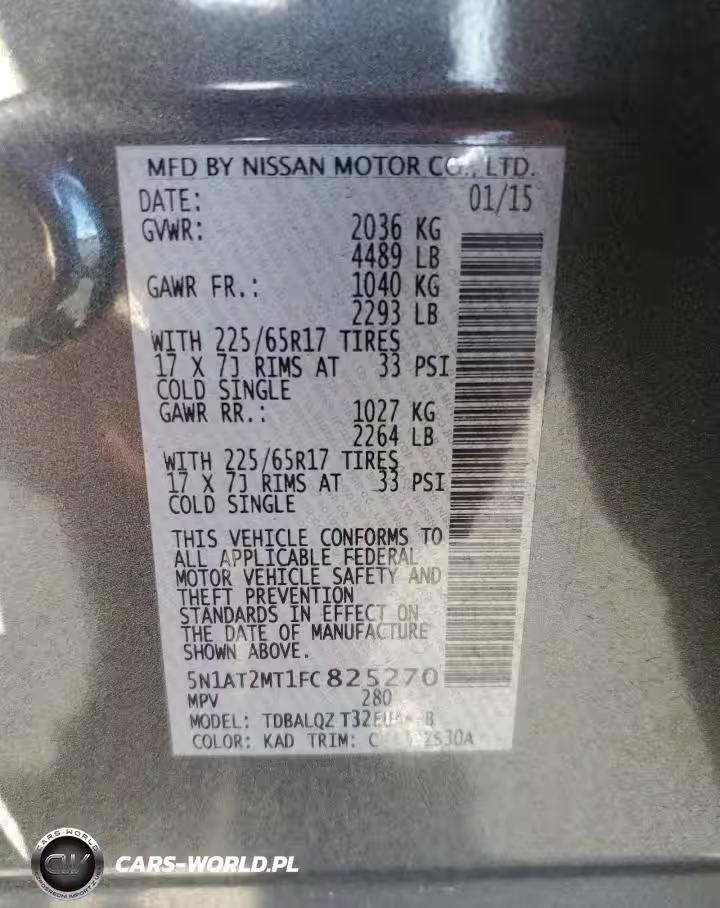 MFD BY NISSAN MOTOR CO., LTD.
DATE: 01/15
GVWR: 2036 KG
4489 LB
GAWR FR.: 1040 KG
2293 LB
WITH 225/65R17 TIRES
17 X 7J RIMS AT 33 PSI
COLD SINGLE
GAWR RR.: 1027 KG
2264 LB
WITH 225/65R17 TIRES
17 X 7J RIMS AT 33 PSI
COLD SINGLE
THIS VEHICLE CONFORMS TO
ALL APPLICABLE FEDERAL
MOTOR VEHICLE SAFETY AND
THEFT PREVENTION
STANDARDS IN EFFECT ON
THE DATE OF MANUFACTURE
SHOWN ABOVE.
5N1AT2MT1FC825270
MPV 280
MODEL: TDBALQZ
COLOR: KAD TRIM:
CARS-WORLD
CW
CARS-WORLD.PL